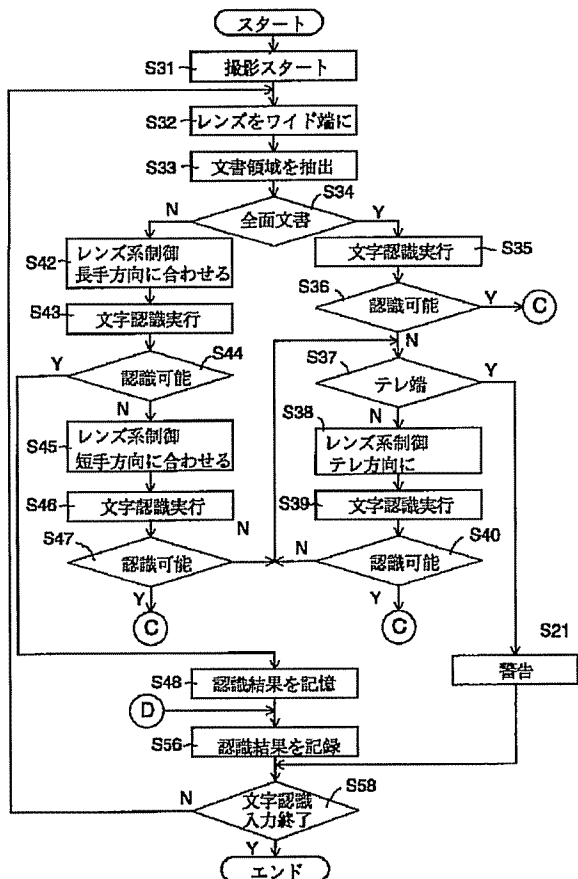 スタート
S31
撮影スタート
S32
レンズをワイド端に
S33
文書領域を抽出
S34
N
全面文書
Y
S42
レンズ系制御
長手方向に合わせる
文字認識実行
S35
S43
文字認識実行
S36
認識可能
Y
C
N
S44
Y
認識可能
N
S37
テレ端
Y
N
S45
レンズ系制御
短手方向に合わせる
S38
レンズ系制御
テレ方向に
S46
文字認識実行
S39
文字認識実行
S47
認識可能
N
Y
C
N
認識可能
S40
Y
C
S21
警告
S48
認識結果を記憶
D
S56
認識結果を記録
N
文字認識
入力終了
S58
Y
エンド